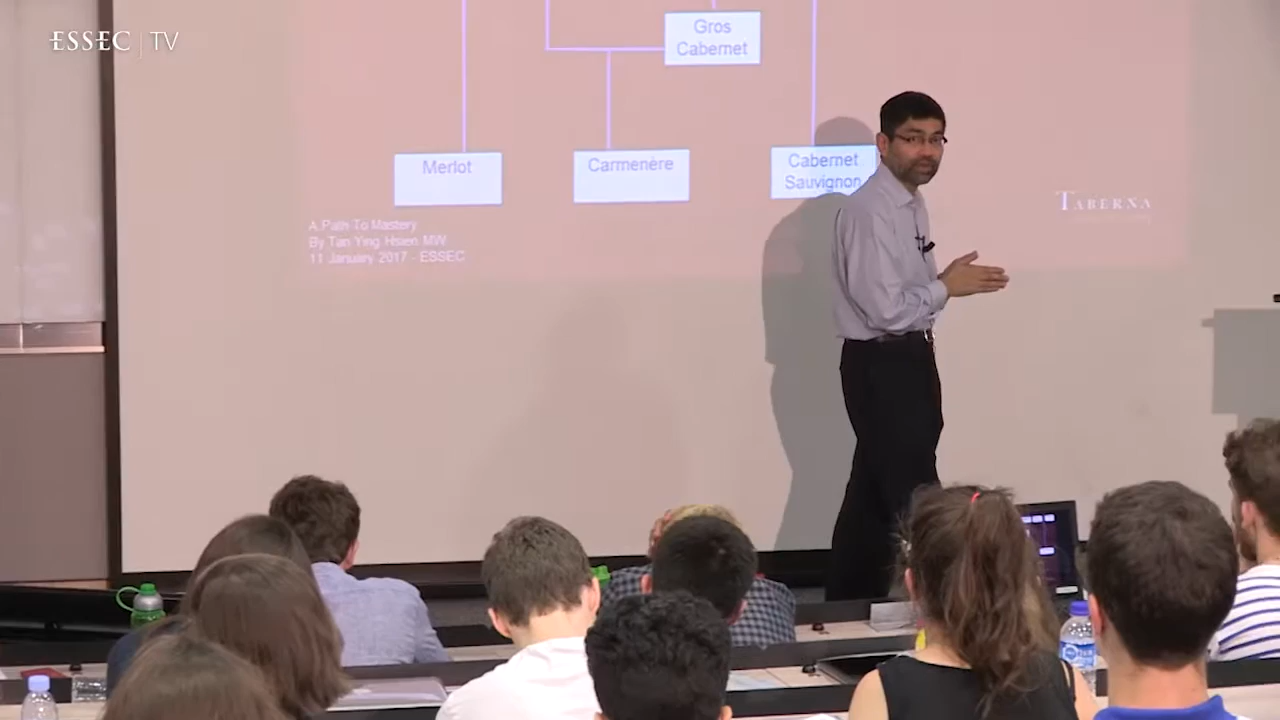 ESSEC | TV
Gros
Cabernet
Merlot
Carmenère
Cabernet
Sauvignon
A Path To Mastery
By Tan Ying Hsien MW
11 January 2017 - ESSEC
TABERNA